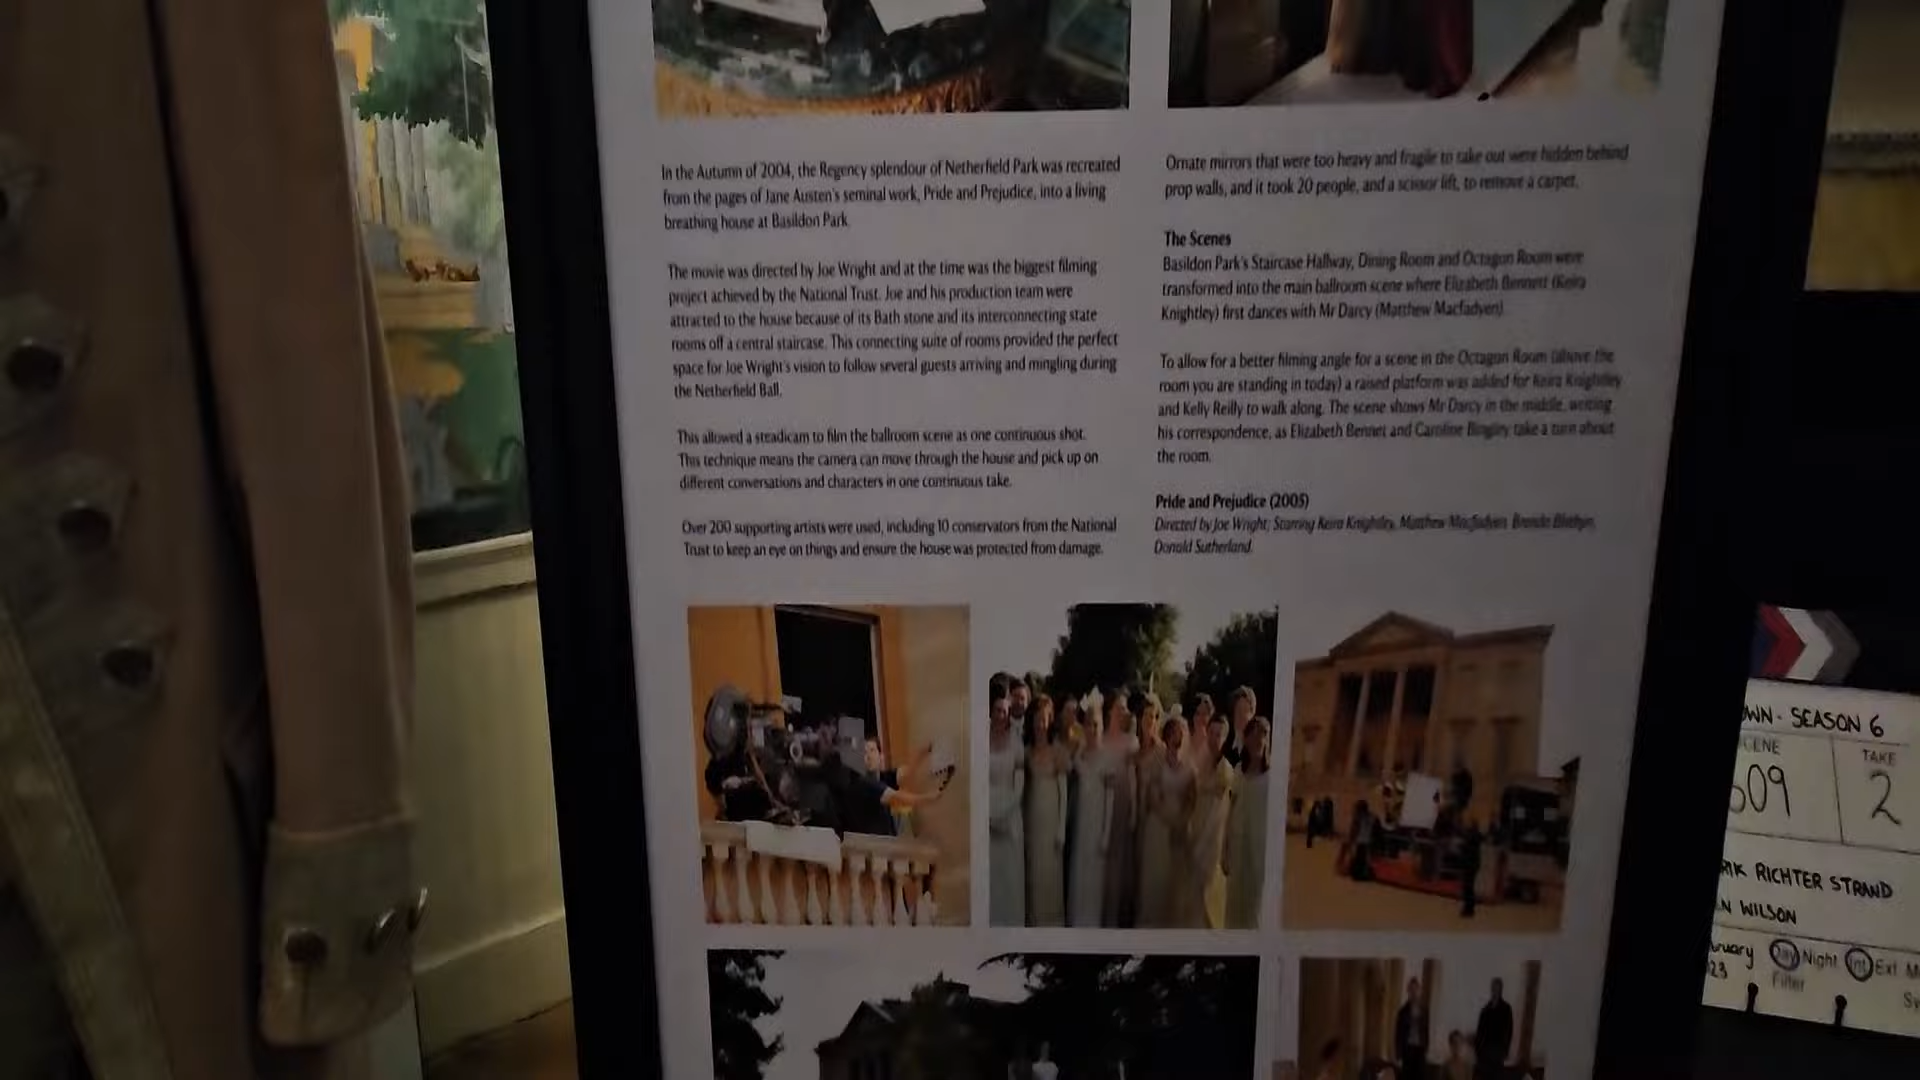 In the Autumn of 2004, the Regency splendour of Netherfield Park was recreated
from the pages of Jane Austen's seminal work, Pride and Prejudice, into a living
breathing house at Basildon Park.
The movie was directed by Joe Wright and at the time was the biggest filming
project achieved by the National Trust. Joe and his production team were
attracted to the house because of its Bath stone and its interconnecting state
rooms off a central staircase. This connecting suite of rooms provided the perfect
space for Joe Wright's vision to follow several guests arriving and mingling during
the Netherfield Ball.
This allowed a steadicam to film the ballroom scene as one continuous shot.
This technique means the camera can move through the house and pick up on
different conversations and characters in one continuous take.
Over 200 supporting artists were used, including 10 conservators from the National
Trust to keep an eye on things and ensure the house was protected from damage.
Ornate mirrors that were too heavy and fragile to take out were hidden behind
prop walls, and it took 20 people, and a scissor lift, to remove a carpet.
The Scenes
Basildon Park's Staircase Hallway, Dining Room and Octagon Room were
transformed into the main ballroom scene where Elizabeth Bennett (Keira
Knightley) first dances with Mr Darcy (Matthew Macfadyen).
To allow for a better filming angle for a scene in the Octagon Room (above the
room you are standing in today) a raised platform was added for Keira Knightley
and Kelly Reilly to walk along. The scene shows Mr Darcy in the middle, writing
his correspondence, as Elizabeth Bennet and Caroline Bingley take a turn about
the room.
Pride and Prejudice (2005)
Directed by Joe Wright; Starring Keira Knightley, Matthew Macfadyen, Brenda Blethyn,
Donald Sutherland.
OWN - SEASON 6
CENE
TAKE
609
2
RIK RICHTER STRAND
N WILSON
ruary
23
Day Night Int Ext M
Filter
Sy